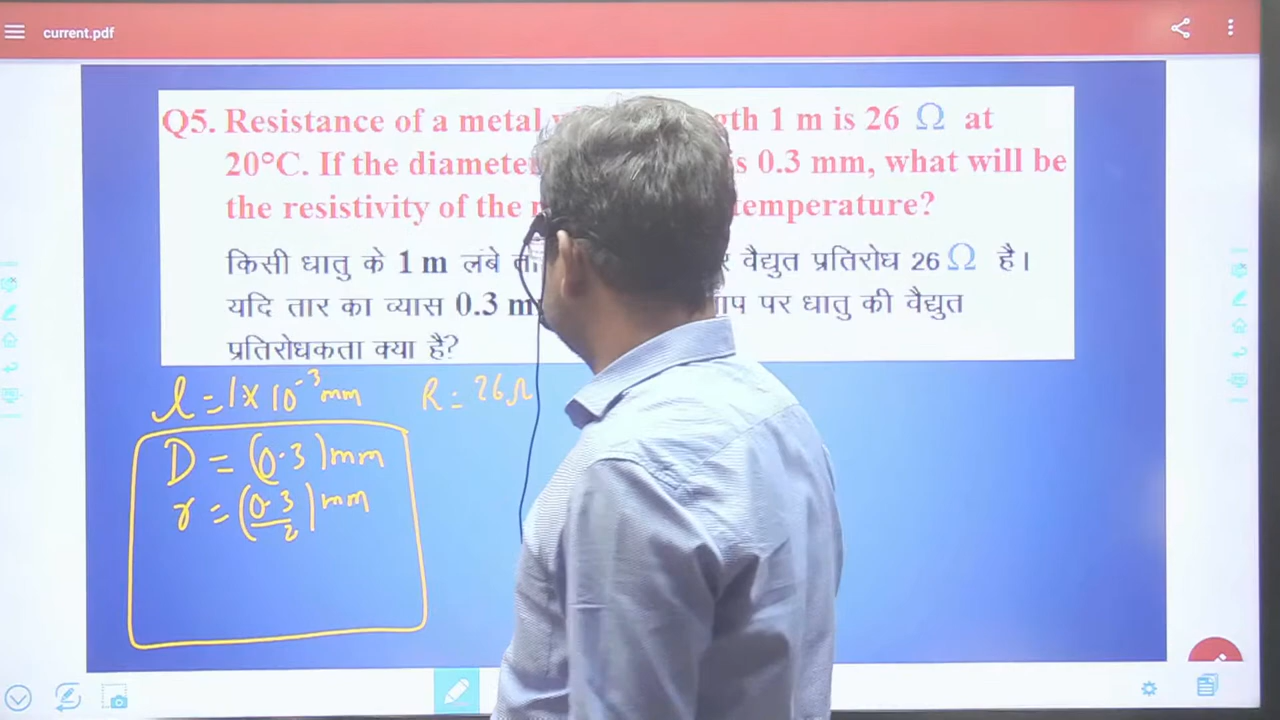 current.pdf
Q5. Resistance of a metal 1 m is 26 Ω at
20°C. If the diameter is 0.3 mm, what will be
the resistivity of the temperature?
किसी धातु के 1 m लंबे वैद्युत प्रतिरोध 26 Ω है।
यदि तार का व्यास 0.3 पर धातु की वैद्युत
प्रतिरोधकता क्या है?
l = 1 × 10⁻³ mm R = 26 Ω
D = (0.3) mm
r = (0.3/2) mm